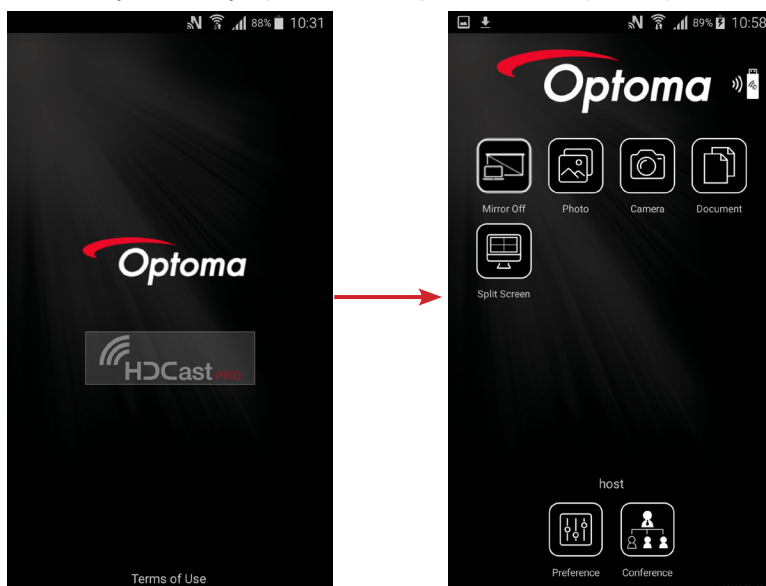 88% 10:31
Optoma
HDCast PRO
Terms of Use
89% 10:58
Optoma
Mirror Off Photo Camera Document
Split Screen
host
Preference Conference